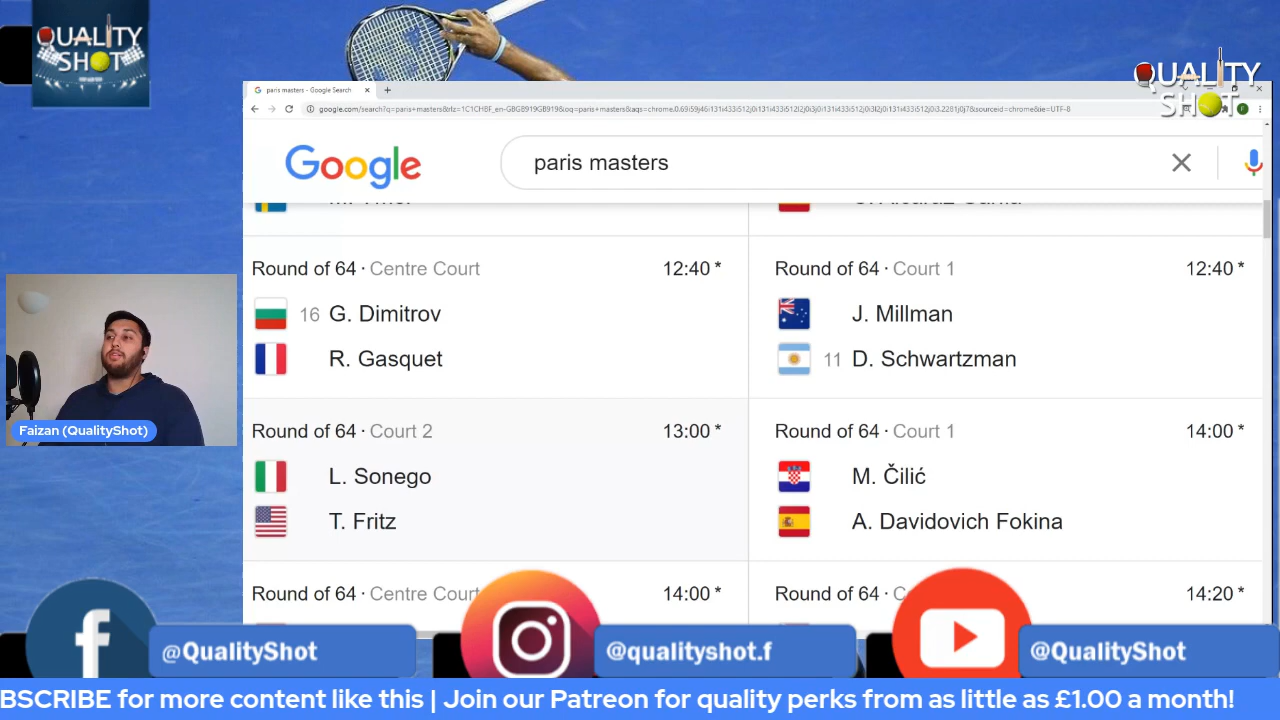 QUALITY
SHOT
QUALITY
SHOT
paris masters - Google Search
Google
paris masters
Round of 64 · Centre Court 12:40 *
16 G. Dimitrov
R. Gasquet
Round of 64 · Court 1 12:40 *
J. Millman
11 D. Schwartzman
Round of 64 · Court 2 13:00 *
L. Sonego
T. Fritz
Round of 64 · Court 1 14:00 *
M. Čilić
A. Davidovich Fokina
Round of 64 · Centre Court 14:00 *
Round of 64 · 14:20 *
Faizan (QualityShot)
@QualityShot
@qualityshot.f
@QualityShot
BSCRIBE for more content like this | Join our Patreon for quality perks from as little as £1.00 a month!